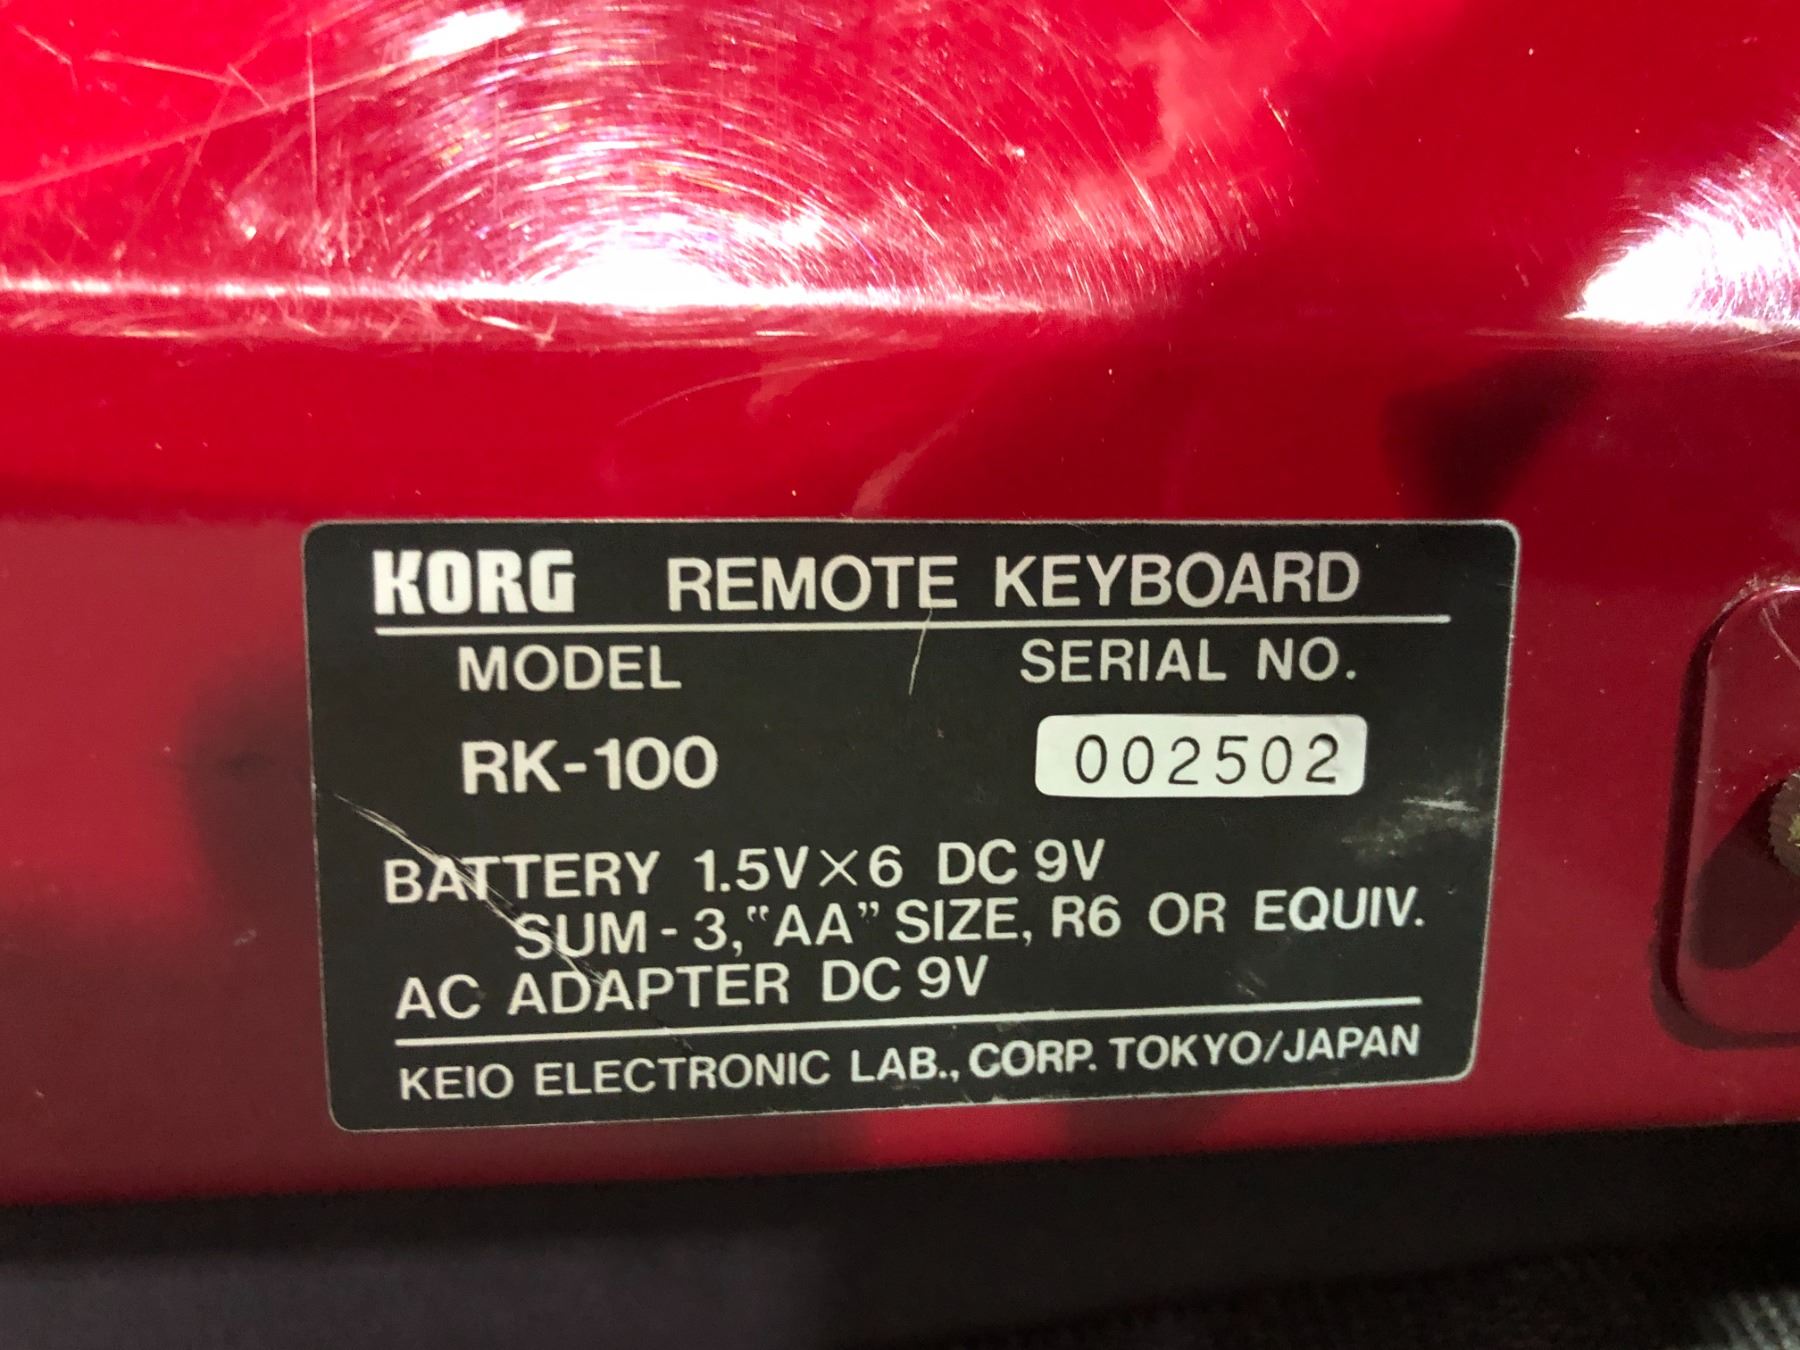 KORG REMOTE KEYBOARD
MODEL SERIAL NO.
RK-100 002502
BATTERY 1.5V×6 DC 9V
SUM-3, "AA" SIZE, R6 OR EQUIV.
AC ADAPTER DC 9V
KEIO ELECTRONIC LAB., CORP. TOKYO/JAPAN